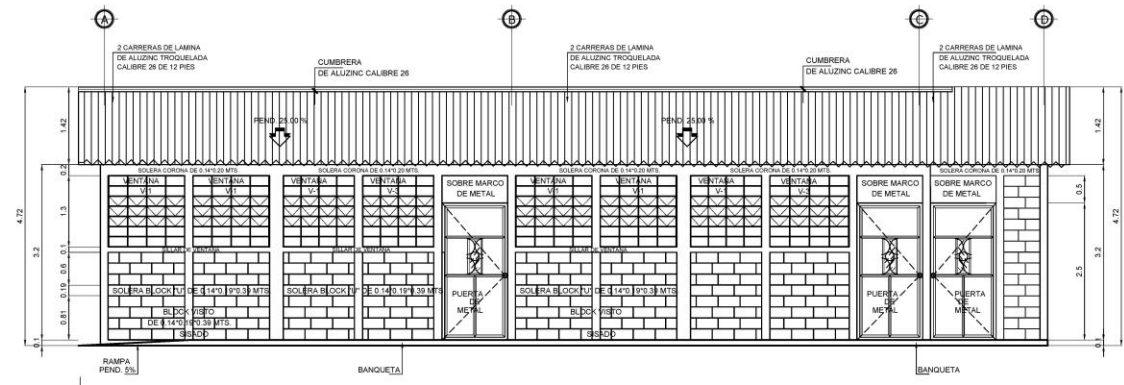 A
B
C
D
2 CARRERAS DE LAMINA
DE ALUZINC TROQUELADA
CALIBRE 26 DE 12 PIES
CUMBRERA
DE ALUZINC CALIBRE 26
2 CARRERAS DE LAMINA
DE ALUZINC TROQUELADA
CALIBRE 26 DE 12 PIES
CUMBRERA
DE ALUZINC CALIBRE 26
2 CARRERAS DE LAMINA
DE ALUZINC TROQUELADA
CALIBRE 26 DE 12 PIES
1.42
PEND. 25.00 %
PEND. 25.00 %
1.42
0.2
SOLERA CORONA DE 0.14*0.20 MTS.
SOLERA CORONA DE 0.14*0.20 MTS.
SOLERA CORONA DE 0.14*0.20 MTS.
SOLERA CORONA DE 0.14*0.20 MTS.
SOLERA CORONA DE 0.14*0.20 MTS.
VENTANA
V-1
VENTANA
V-1
VENTANA
V-1
VENTANA
V-3
SOBRE MARCO
DE METAL
VENTANA
V-1
VENTANA
V-1
VENTANA
V-1
VENTANA
V-3
SOBRE MARCO
DE METAL
SOBRE MARCO
DE METAL
0.5
4.72
3.2
1.3
0.1
0.6
0.19
0.81
0.1
SILLAR DE VENTANA
SILLAR DE VENTANA
SILLAR DE VENTANA
SOLERA BLOCK "U" DE 0.14*0.19*0.39 MTS.
SOLERA BLOCK "U" DE 0.14*0.19*0.39 MTS.
SOLERA BLOCK "U" DE 0.14*0.19*0.39 MTS.
BLOCK VISTO
DE 0.14*0.19*0.39 MTS.
SISADO
BLOCK VISTO
DE 0.14*0.19*0.39 MTS.
SISADO
PUERTA
DE
METAL
PUERTA
DE
METAL
PUERTA
DE
METAL
2.5
3.2
4.72
0.1
RAMPA
PEND. 5%
BANQUETA
BANQUETA